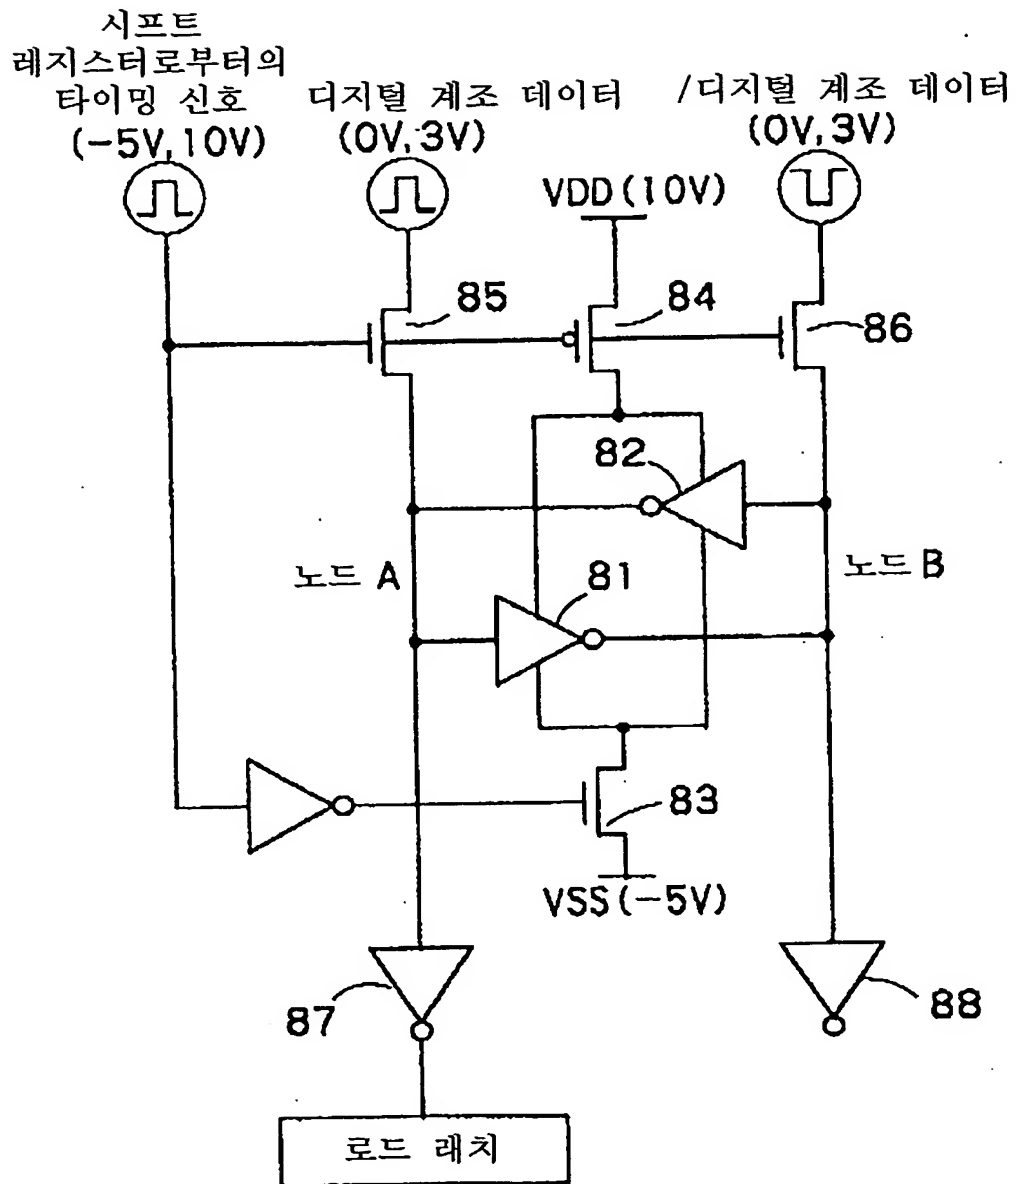 시프트
레지스터로부터의
타이밍 신호
(-5V,10V)
디지털 계조 데이터
(0V,3V)
/디지털 계조 데이터
(0V,3V)
VDD(10V)
85
84
86
82
노드 A
81
노드 B
83
VSS(-5V)
87
88
로드 래치